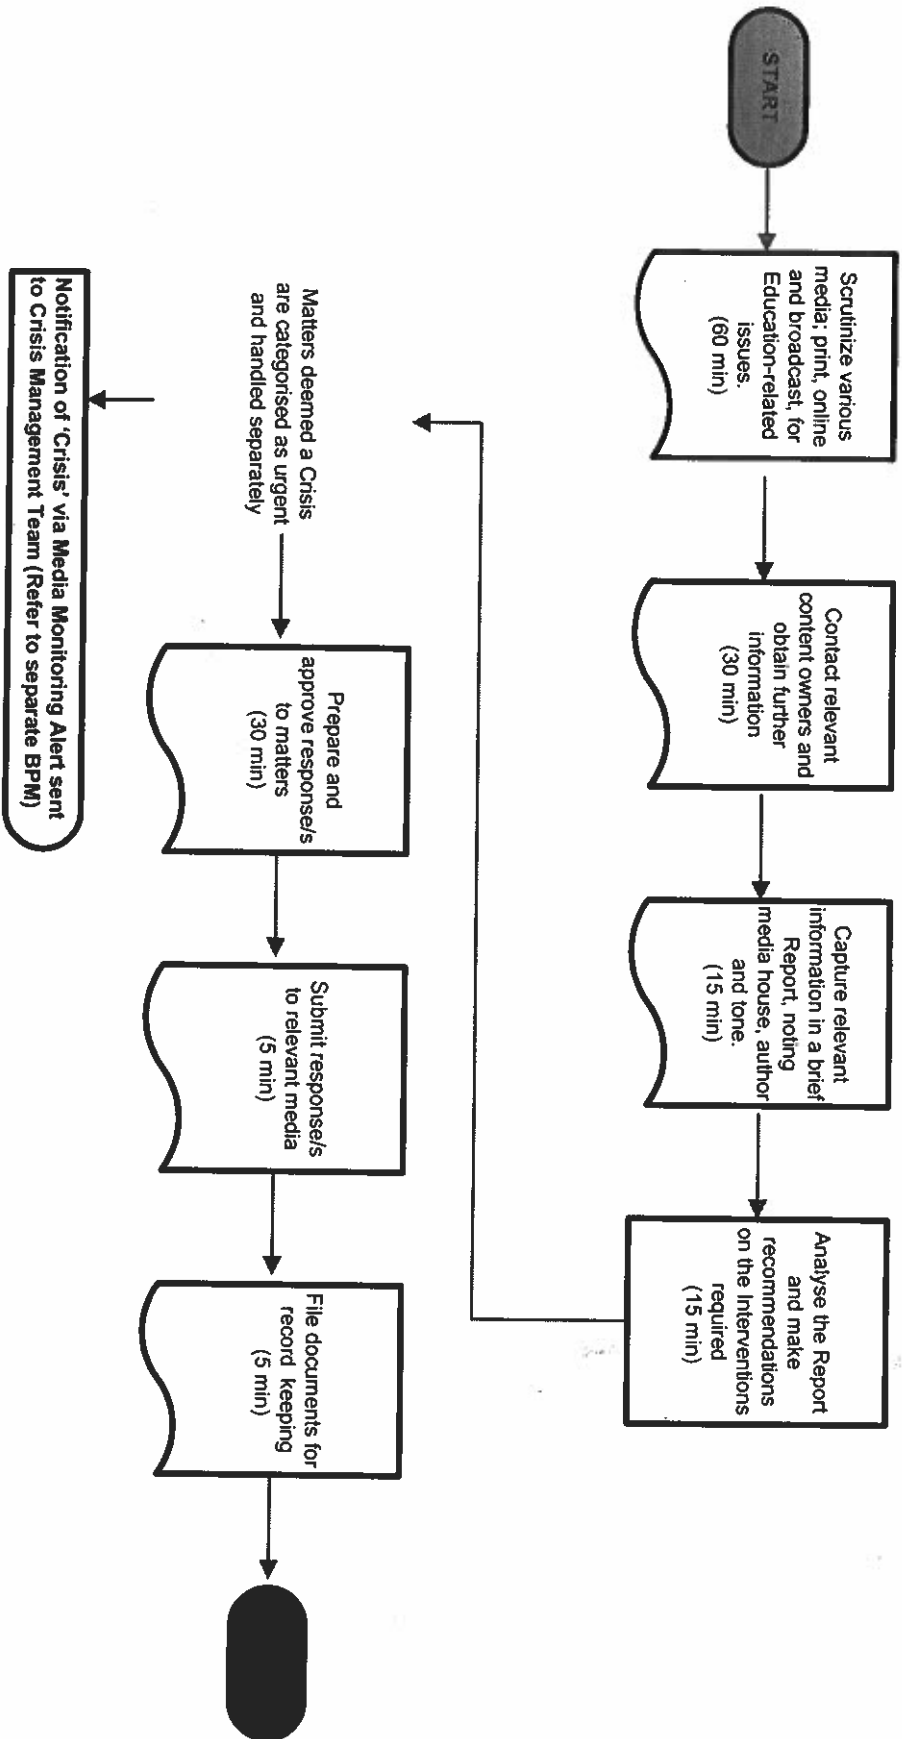 START
Scrutinize various
media; print, online
and broadcast, for
Education-related
issues.
(60 min)
Contact relevant
content owners and
obtain further
information
(30 min)
Capture relevant
information in a brief
Report, noting
media house, author
and tone.
(15 min)
Analyse the Report
and make
recommendations
on the Interventions
required
(15 min)
Matters deemed a Crisis
are categorised as urgent
and handled separately
Prepare and
approve response/s
to matters
(30 min)
Submit response/s
to relevant media
(5 min)
File documents for
record keeping
(5 min)
Notification of ‘Crisis’ via Media Monitoring Alert sent
to Crisis Management Team (Refer to separate BPM)